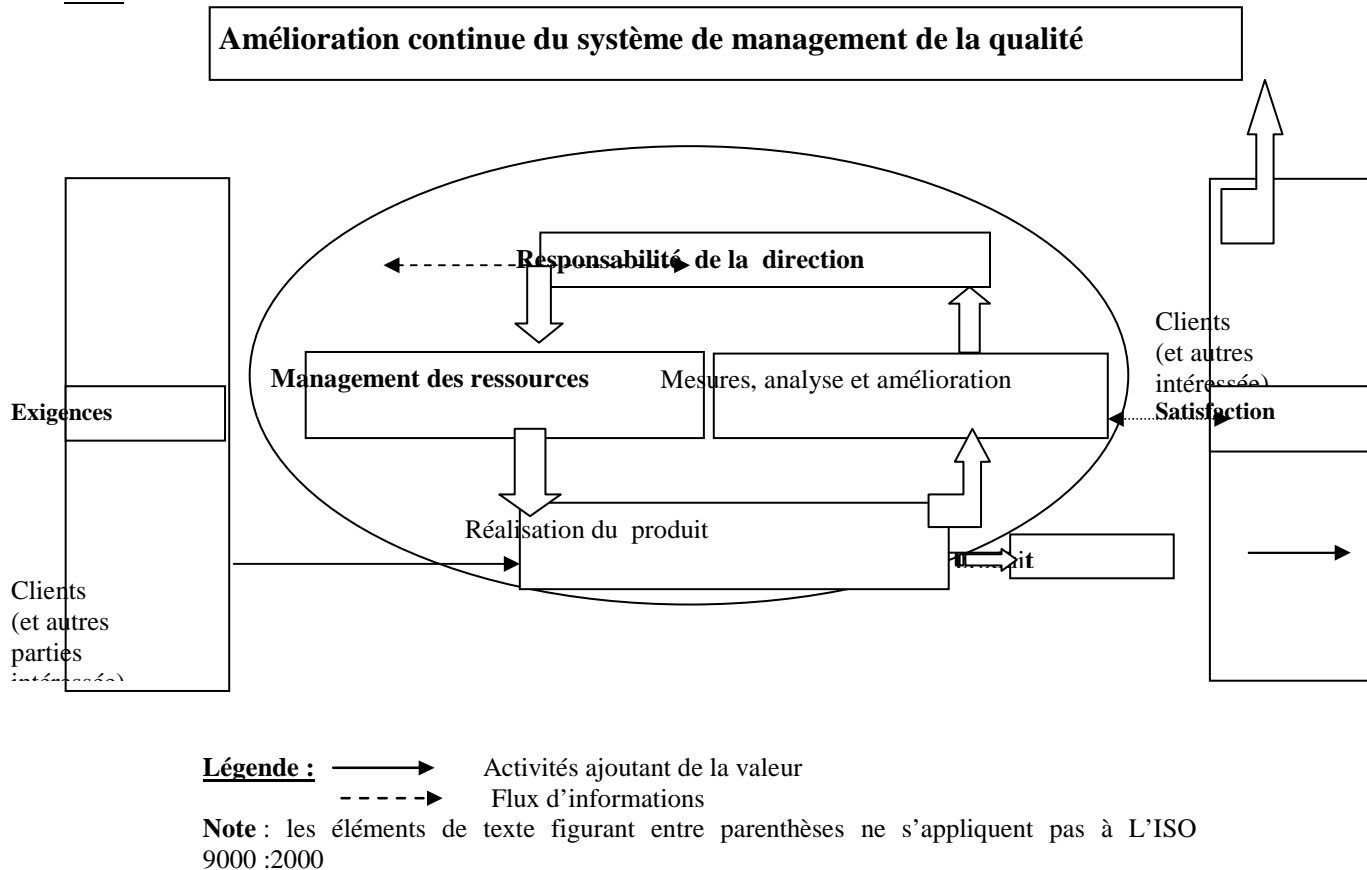 Amélioration continue du système de management de la qualité
Responsabilité de la direction
Clients
(et autres
intéressée)
Management des ressources
Mesures, analyse et amélioration
Exigences
Satisfaction
Réalisation du produit
Clients
(et autres
parties
intéressée)
Légende : Activités ajoutant de la valeur
Flux d’informations
Note : les éléments de texte figurant entre parenthèses ne s’appliquent pas à L’ISO
9000 :2000